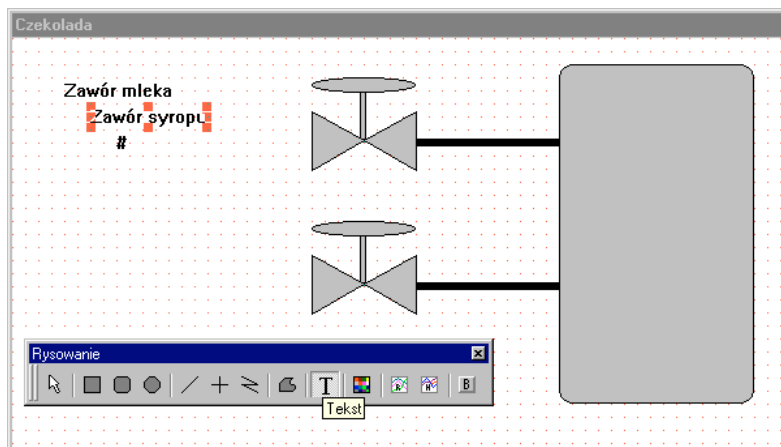 Czekolada
Zawór mleka
Zawór syropu
#
Rysowanie
T
R
H
B
Tekst